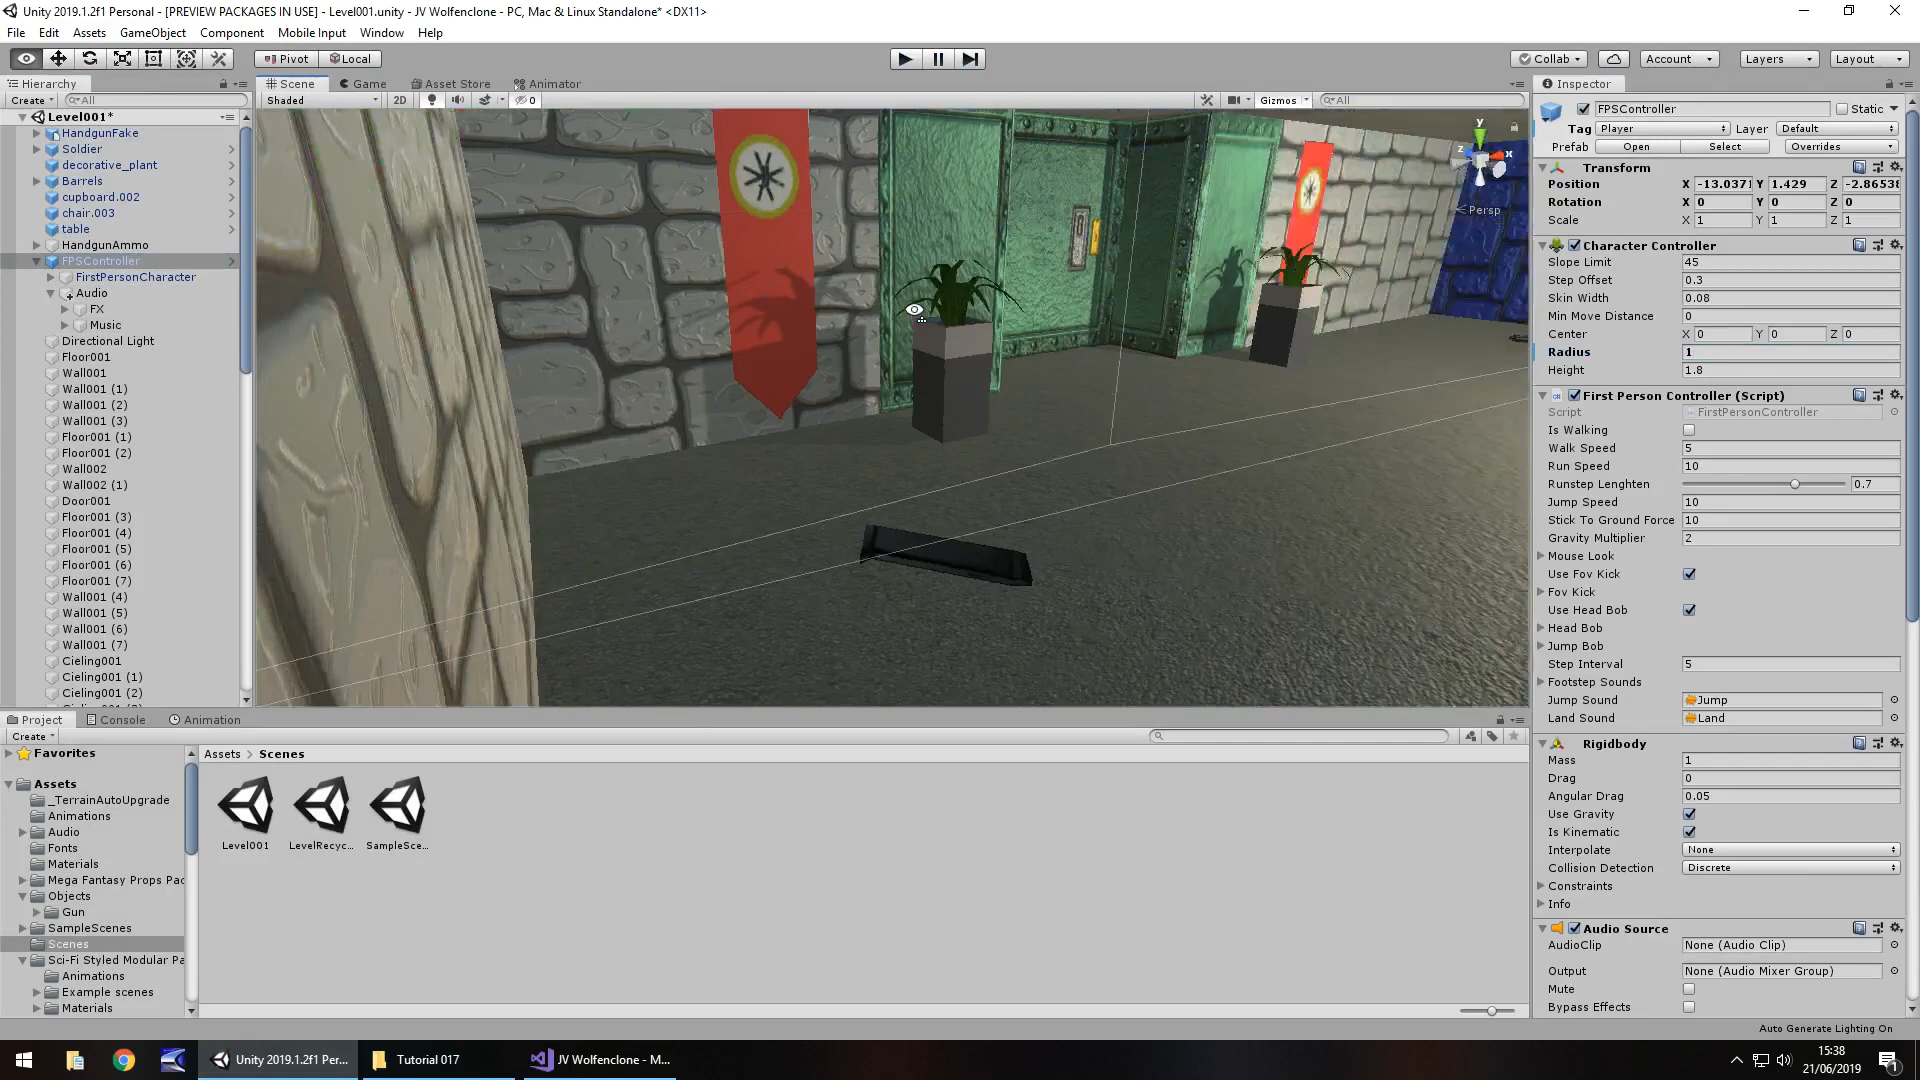 Unity 2019.1.2f1 Personal - [PREVIEW PACKAGES IN USE] - Level001.unity - JV Wolfenclone - PC, Mac & Linux Standalone* <DX11>
File Edit Assets GameObject Component Mobile Input Window Help
Pivot Local Collab Account Layers Layout
Hierarchy Scene Game Asset Store Animator Inspector
Create All Shaded 2D 0 Gizmos All
Level001*
HandgunFake
Soldier
decorative_plant
Barrels
cupboard.002
chair.003
table
HandgunAmmo
FPSController
FirstPersonCharacter
Audio
FX
Music
Directional Light
Floor001
Wall001
Wall001 (1)
Wall001 (2)
Wall001 (3)
Floor001 (1)
Floor001 (2)
Wall002
Wall002 (1)
Door001
Floor001 (3)
Floor001 (4)
Floor001 (5)
Floor001 (6)
Floor001 (7)
Wall001 (4)
Wall001 (5)
Wall001 (6)
Wall001 (7)
Cieling001
Cieling001 (1)
Cieling001 (2)
y
z x
Persp
FPSController Static
Tag Player Layer Default
Prefab Open Select Overrides
Transform
Position X -13.0371 Y 1.429 Z -2.86538
Rotation X 0 Y 0 Z 0
Scale X 1 Y 1 Z 1
Character Controller
Slope Limit 45
Step Offset 0.3
Skin Width 0.08
Min Move Distance 0
Center X 0 Y 0 Z 0
Radius 1
Height 1.8
First Person Controller (Script)
Script FirstPersonController
Is Walking
Walk Speed 5
Run Speed 10
Runstep Lenghten 0.7
Jump Speed 10
Stick To Ground Force 10
Gravity Multiplier 2
Mouse Look
Use Fov Kick
Fov Kick
Use Head Bob
Head Bob
Jump Bob
Step Interval 5
Footstep Sounds
Jump Sound Jump
Land Sound Land
Rigidbody
Mass 1
Drag 0
Angular Drag 0.05
Use Gravity
Is Kinematic
Interpolate None
Collision Detection Discrete
Constraints
Info
Audio Source
AudioClip None (Audio Clip)
Output None (Audio Mixer Group)
Mute
Bypass Effects
Project Console Animation
Create
Favorites
Assets
_TerrainAutoUpgrade
Animations
Audio
Fonts
Materials
Mega Fantasy Props Pac
Objects
Gun
SampleScenes
Scenes
Sci-Fi Styled Modular Pa
Animations
Example scenes
Materials
Assets > Scenes
Level001 LevelRecyc... SampleSce...
Auto Generate Lighting On
Unity 2019.1.2f1 Per... Tutorial 017 JV Wolfenclone - M...
15:38
21/06/2019
1